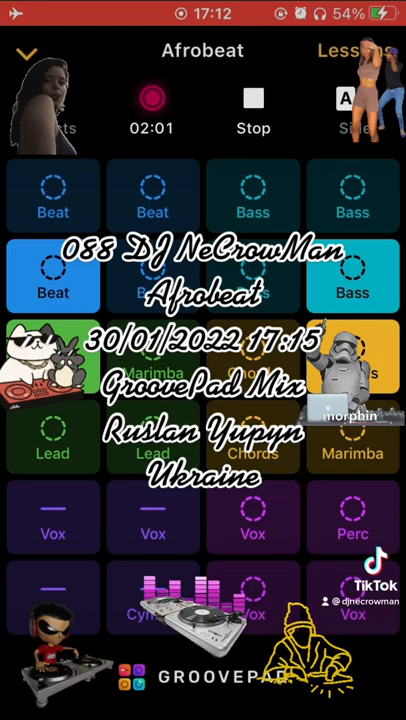 17:12 54%
Afrobeat Lessons
02:01 Stop A
Beat Beat Bass Bass
Beat Bass
088 DJ NeCrowMan
Afrobeat
30/01/2022 17:15
GroovePad Mix
Ruslan Yupyn
Ukraine
Marimba
morphin
Lead Lead Chords Marimba
Vox Vox Vox Perc
Vox Vox
TikTok
@djnecrowman
GROOVEPAD